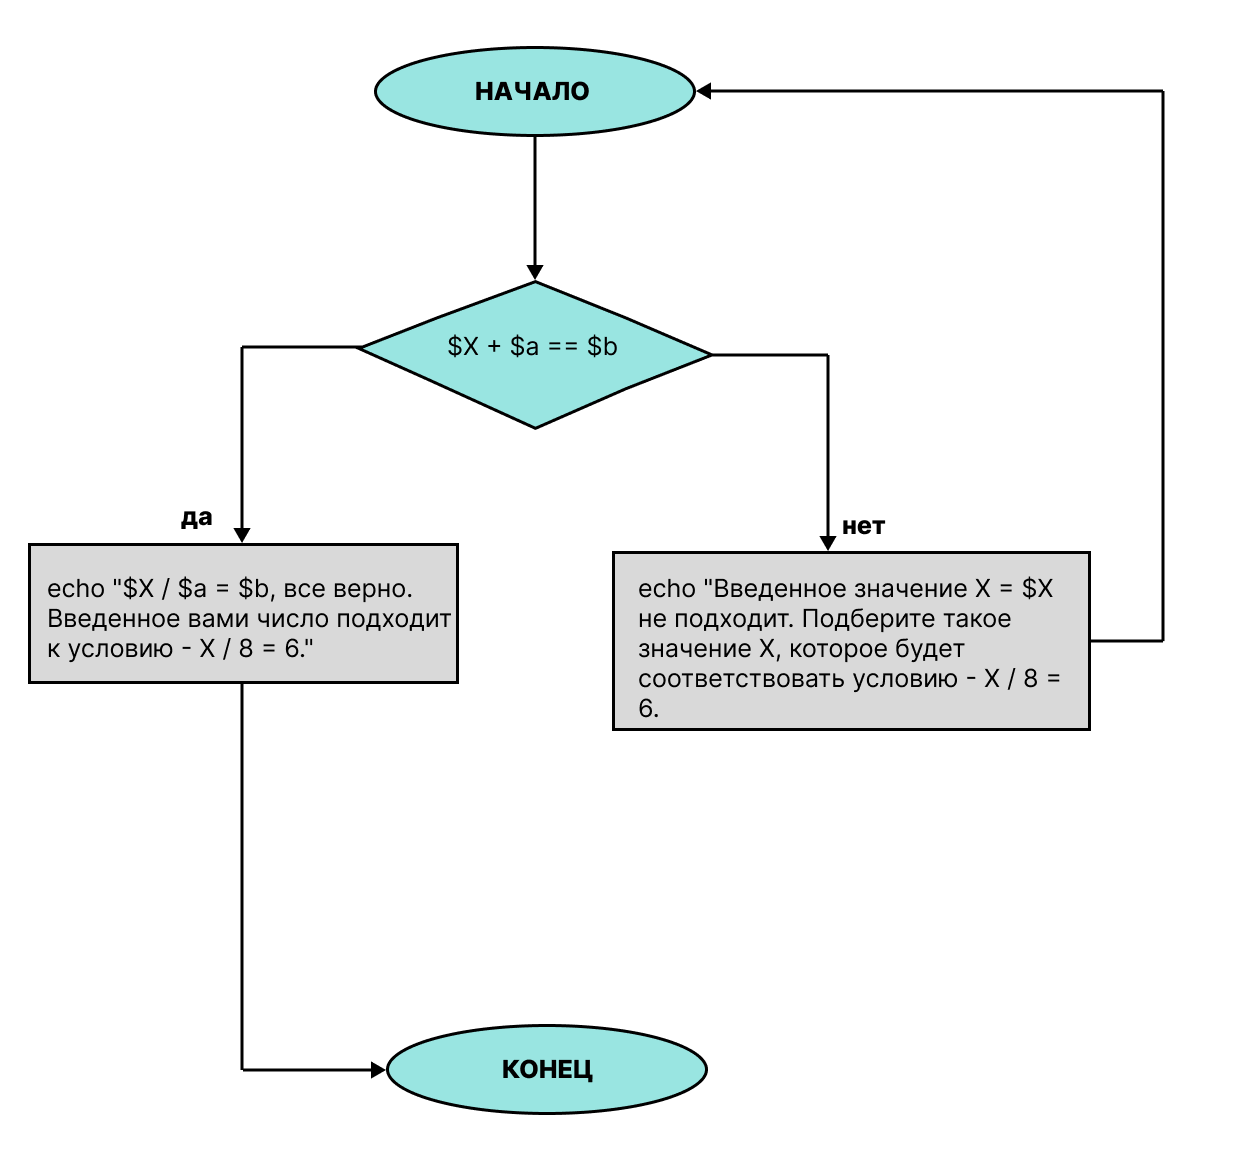 НАЧАЛО
$X + $a == $b
да
нет
echo "$X / $a = $b, все верно.
Введенное вами число подходит
к условию - X / 8 = 6."
echo "Введенное значение X = $X
не подходит. Подберите такое
значение X, которое будет
соответствовать условию - X / 8 =
6.
КОНЕЦ